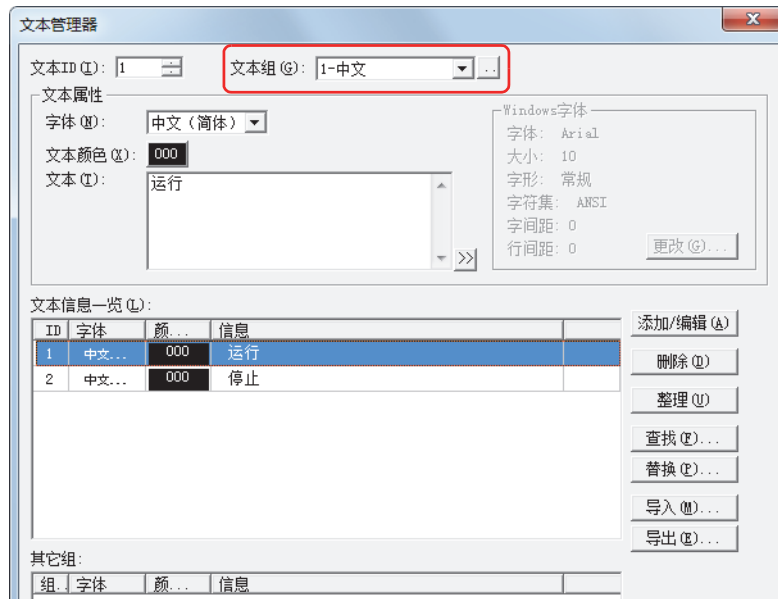 文本管理器
文本ID(I): 1 文本组(G): 1-中文 ..
文本属性
字体(N): 中文（简体）
文本颜色(X): 000
文本(T): 运行
>>
Windows字体
字体: Arial
大小: 10
字形: 常规
字符集: ANSI
字间距: 0
行间距: 0
更改(G)...
文本信息一览(L):
ID 字体 颜... 信息
1 中文... 000 运行
2 中文... 000 停止
添加/编辑(A)
删除(D)
整理(U)
查找(F)...
替换(P)...
导入(M)...
导出(E)...
其它组:
组.. 字体 颜... 信息